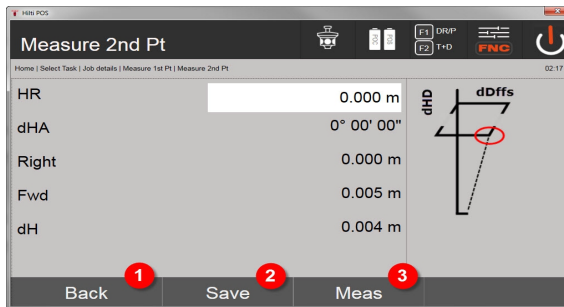 Hilti POS
Measure 2nd Pt
POC
POS
F1 DR/P
F2 T+D
FNC
Home | Select Task | Job details | Measure 1st Pt | Measure 2nd Pt
02:17
HR 0.000 m
dHA 0° 00' 00"
Right 0.000 m
Fwd 0.005 m
dH 0.004 m
dHD
dDffs
1
2
3
Back
Save
Meas